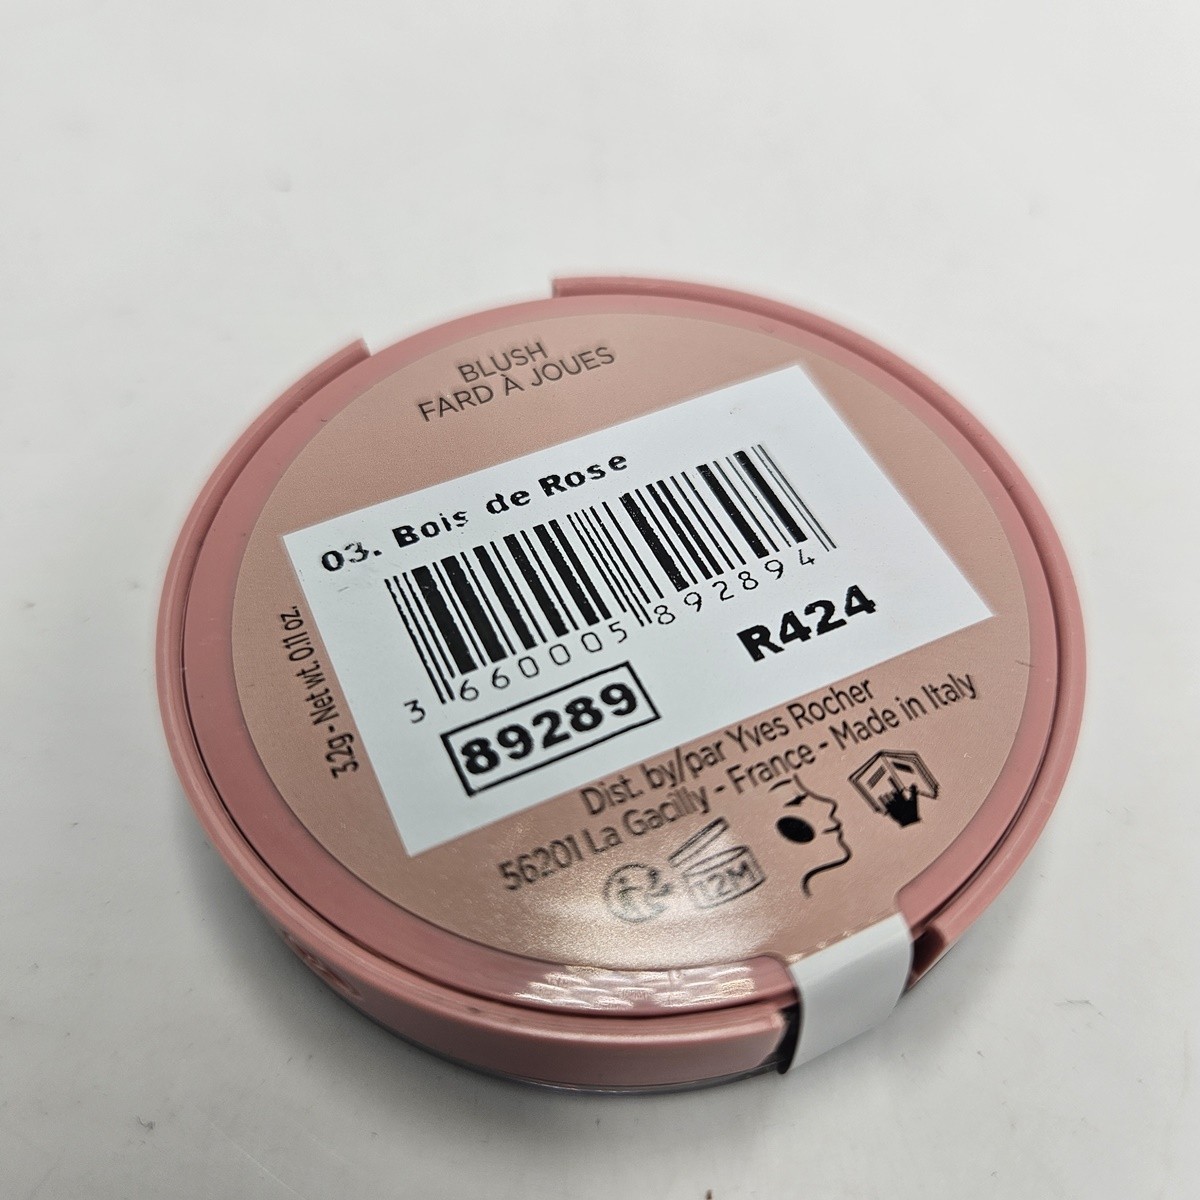 BLUSH
FARD À JOUES
03. Bois de Rose
3 660005 892894
89289
R424
3.2g - Net wt. 0.11 oz.
Dist. by/par Yves Rocher
56201 La Gacilly - France - Made in Italy
12M